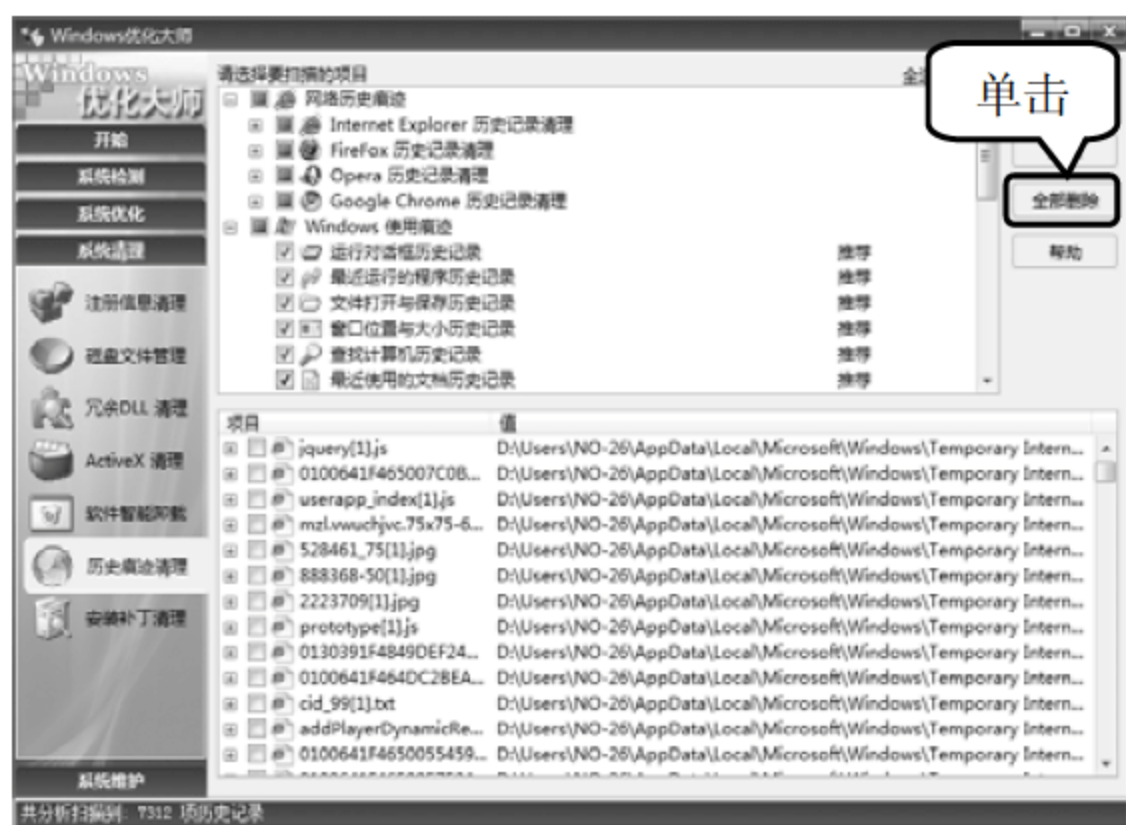 Windows优化大师
Windows
优化大师
开始
系统检测
系统优化
系统清理
注册信息清理
磁盘文件管理
冗余DLL 清理
ActiveX 清理
软件智能卸载
历史痕迹清理
安装补丁清理
系统维护
请选择要扫描的项目
网络历史痕迹
Internet Explorer 历史记录清理
FireFox 历史记录清理
Opera 历史记录清理
Google Chrome 历史记录清理
Windows 使用痕迹
运行对话框历史记录 推荐
最近运行的程序历史记录 推荐
文件打开与保存历史记录 推荐
窗口位置与大小历史记录 推荐
查找计算机历史记录 推荐
最近使用的文档历史记录 推荐
单击
全部删除
帮助
项目 值
jquery[1].js D:\Users\NO-26\AppData\Local\Microsoft\Windows\Temporary Intern...
0100641F465007C0B... D:\Users\NO-26\AppData\Local\Microsoft\Windows\Temporary Intern...
userapp_index[1].js D:\Users\NO-26\AppData\Local\Microsoft\Windows\Temporary Intern...
mzl.vwuchjvc.75x75-6... D:\Users\NO-26\AppData\Local\Microsoft\Windows\Temporary Intern...
528461_75[1].jpg D:\Users\NO-26\AppData\Local\Microsoft\Windows\Temporary Intern...
888368-50[1].jpg D:\Users\NO-26\AppData\Local\Microsoft\Windows\Temporary Intern...
2223709[1].jpg D:\Users\NO-26\AppData\Local\Microsoft\Windows\Temporary Intern...
prototype[1].js D:\Users\NO-26\AppData\Local\Microsoft\Windows\Temporary Intern...
0130391F4849DEF24... D:\Users\NO-26\AppData\Local\Microsoft\Windows\Temporary Intern...
0100641F464DC2BEA... D:\Users\NO-26\AppData\Local\Microsoft\Windows\Temporary Intern...
cid_99[1].txt D:\Users\NO-26\AppData\Local\Microsoft\Windows\Temporary Intern...
addPlayerDynamicRe... D:\Users\NO-26\AppData\Local\Microsoft\Windows\Temporary Intern...
0100641F4650055459... D:\Users\NO-26\AppData\Local\Microsoft\Windows\Temporary Intern...
共分析扫描到: 7312 项历史记录